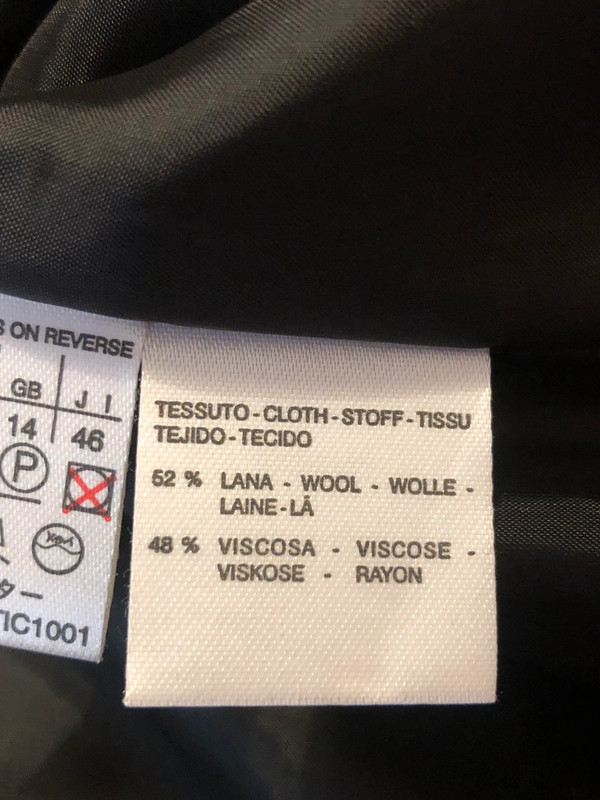 S ON REVERSE
GB J I
14 46
P
TIC1001
TESSUTO-CLOTH-STOFF-TISSU
TEJIDO-TECIDO
52 % LANA - WOOL - WOLLE -
LAINE-LÃ
48 % VISCOSA - VISCOSE -
VISKOSE - RAYON